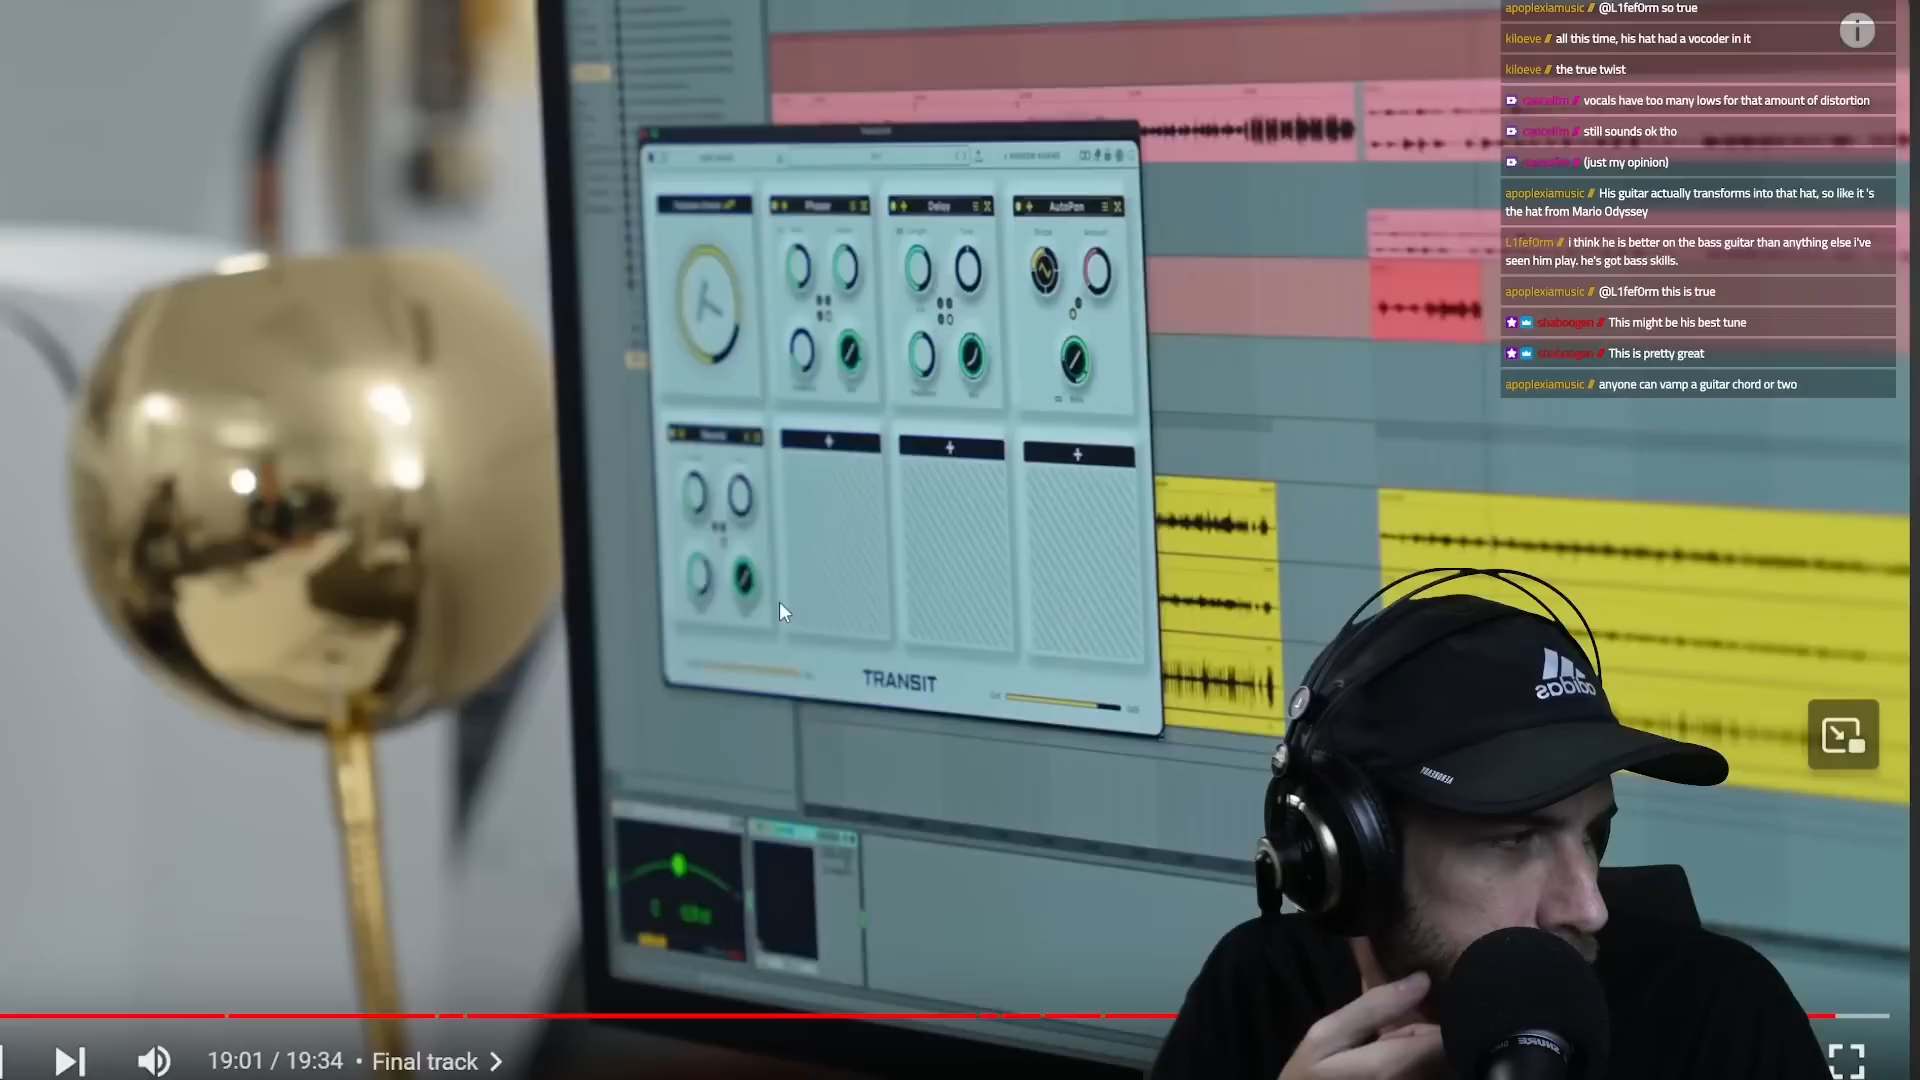 apoplexiamusic // @L1fef0rm so true
kiloeve // all this time, his hat had a vocoder in it
kiloeve // the true twist
vocals have too many lows for that amount of distortion
still sounds ok tho
(just my opinion)
apoplexiamusic // His guitar actually transforms into that hat, so like it 's
the hat from Mario Odyssey
L1fef0rm // i think he is better on the bass guitar than anything else i've
seen him play. he's got bass skills.
apoplexiamusic // @L1fef0rm this is true
shaboogen // This might be his best tune
shaboogen // This is pretty great
apoplexiamusic // anyone can vamp a guitar chord or two
Phaser
Delay
AutoPan
TRANSIT
adidas
AEROREADY
SHURE
19:01 / 19:34 • Final track